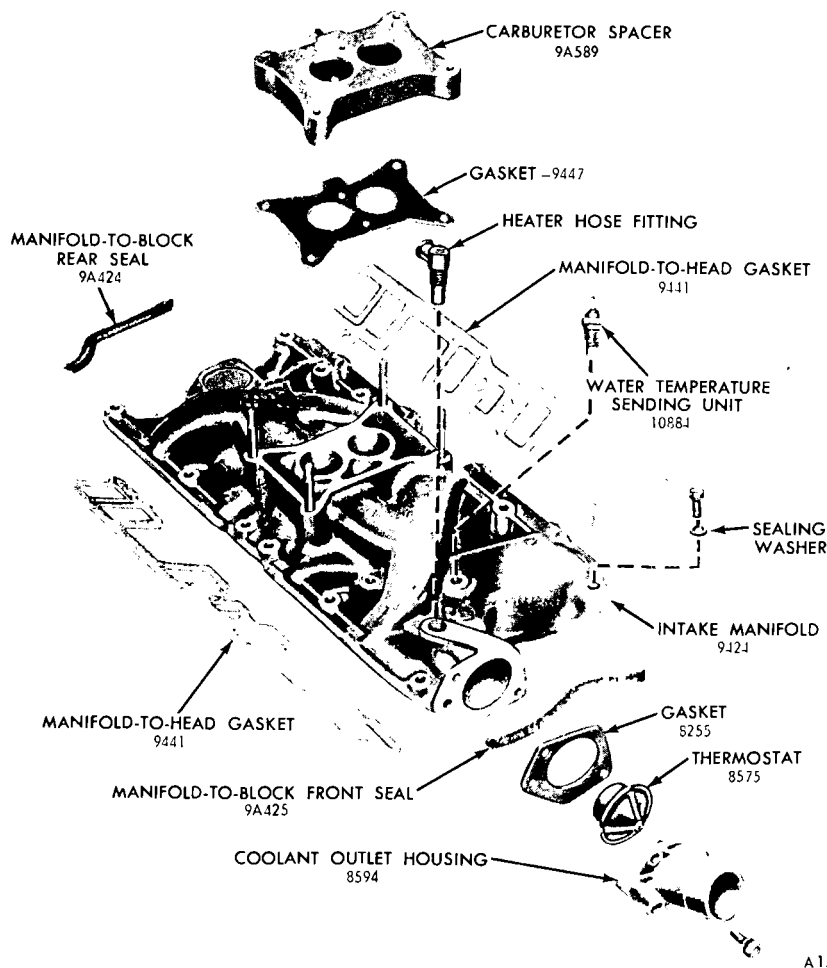 CARBURETOR SPACER
9A589
GASKET -9447
HEATER HOSE FITTING
MANIFOLD-TO-BLOCK
REAR SEAL
9A424
MANIFOLD-TO-HEAD GASKET
9441
WATER TEMPERATURE
SENDING UNIT
10884
SEALING
WASHER
INTAKE MANIFOLD
9424
MANIFOLD-TO-HEAD GASKET
9441
GASKET
8255
THERMOSTAT
8575
MANIFOLD-TO-BLOCK FRONT SEAL
9A425
COOLANT OUTLET HOUSING
8594